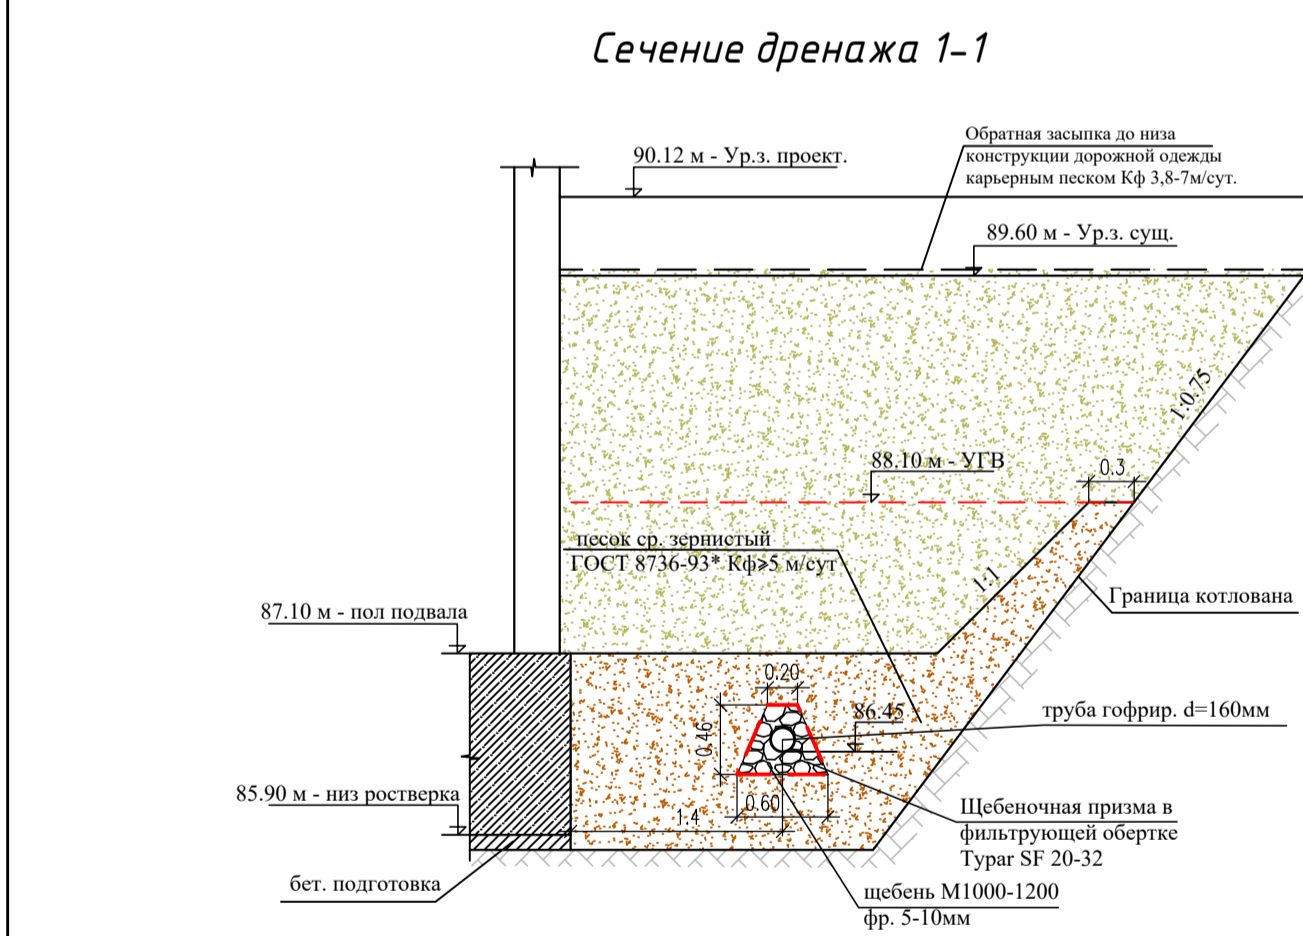 Сечение дренажа 1-1
Обратная засыпка до низа
конструкции дорожной одежды
карьерным песком Кф 3,8-7м/сут.
90.12 м - Ур.з. проект.
89.60 м - Ур.з. сущ.
1:0.75
88.10 м - УГВ
0.3
песок ср. зернистый
ГОСТ 8736-93* Кф≥5 м/сут
1:1
Граница котлована
87.10 м - пол подвала
0.20
86.45
0.46
труба гофрир. d=160мм
85.90 м - низ ростверка
0.60
1.4
Щебеночная призма в
фильтрующей обертке
Typar SF 20-32
бет. подготовка
щебень М1000-1200
фр. 5-10мм